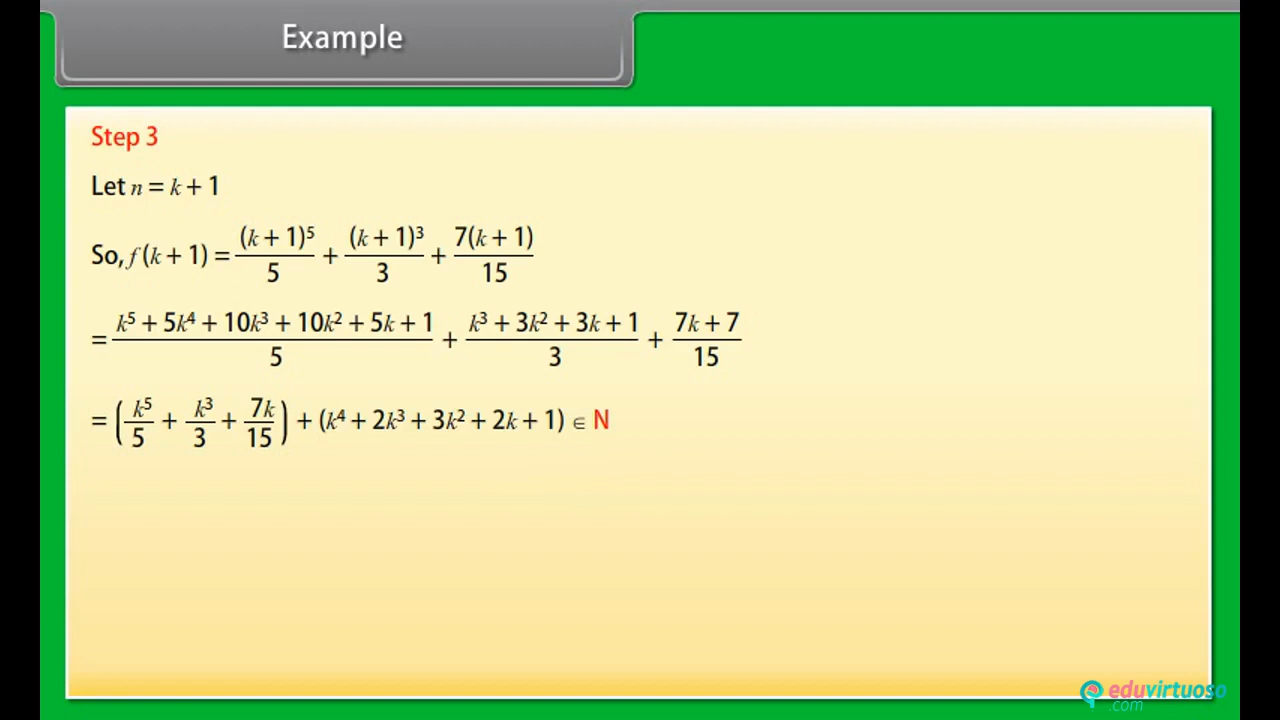 Example
Step 3
Let n = k + 1
So, f (k + 1) = (k + 1)⁵/5 + (k + 1)³/3 + 7(k + 1)/15
= (k⁵ + 5k⁴ + 10k³ + 10k² + 5k + 1)/5 + (k³ + 3k² + 3k + 1)/3 + (7k + 7)/15
= (k⁵/5 + k³/3 + 7k/15) + (k⁴ + 2k³ + 3k² + 2k + 1) ∈ N
eduvirtuoso
.com